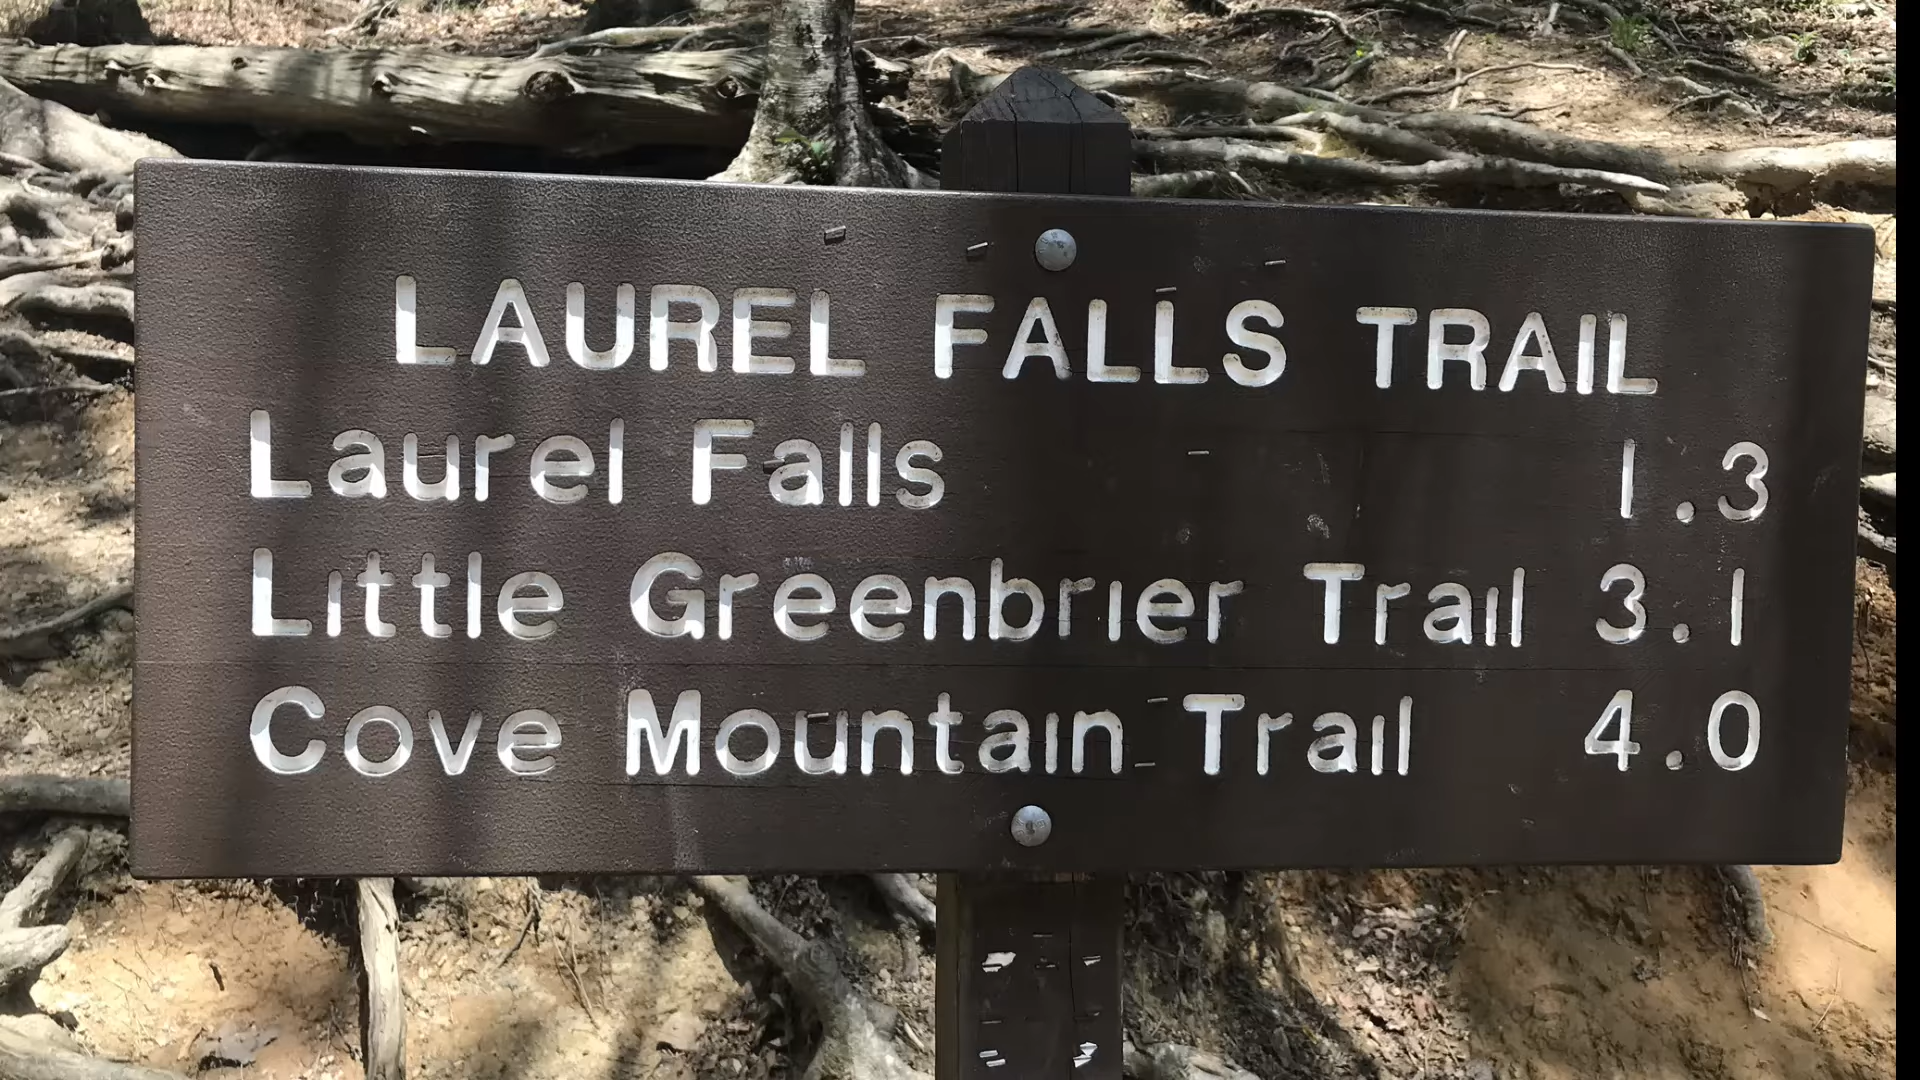 LAUREL FALLS TRAIL
Laurel Falls 1.3
Little Greenbrier Trail 3.1
Cove Mountain Trail 4.0